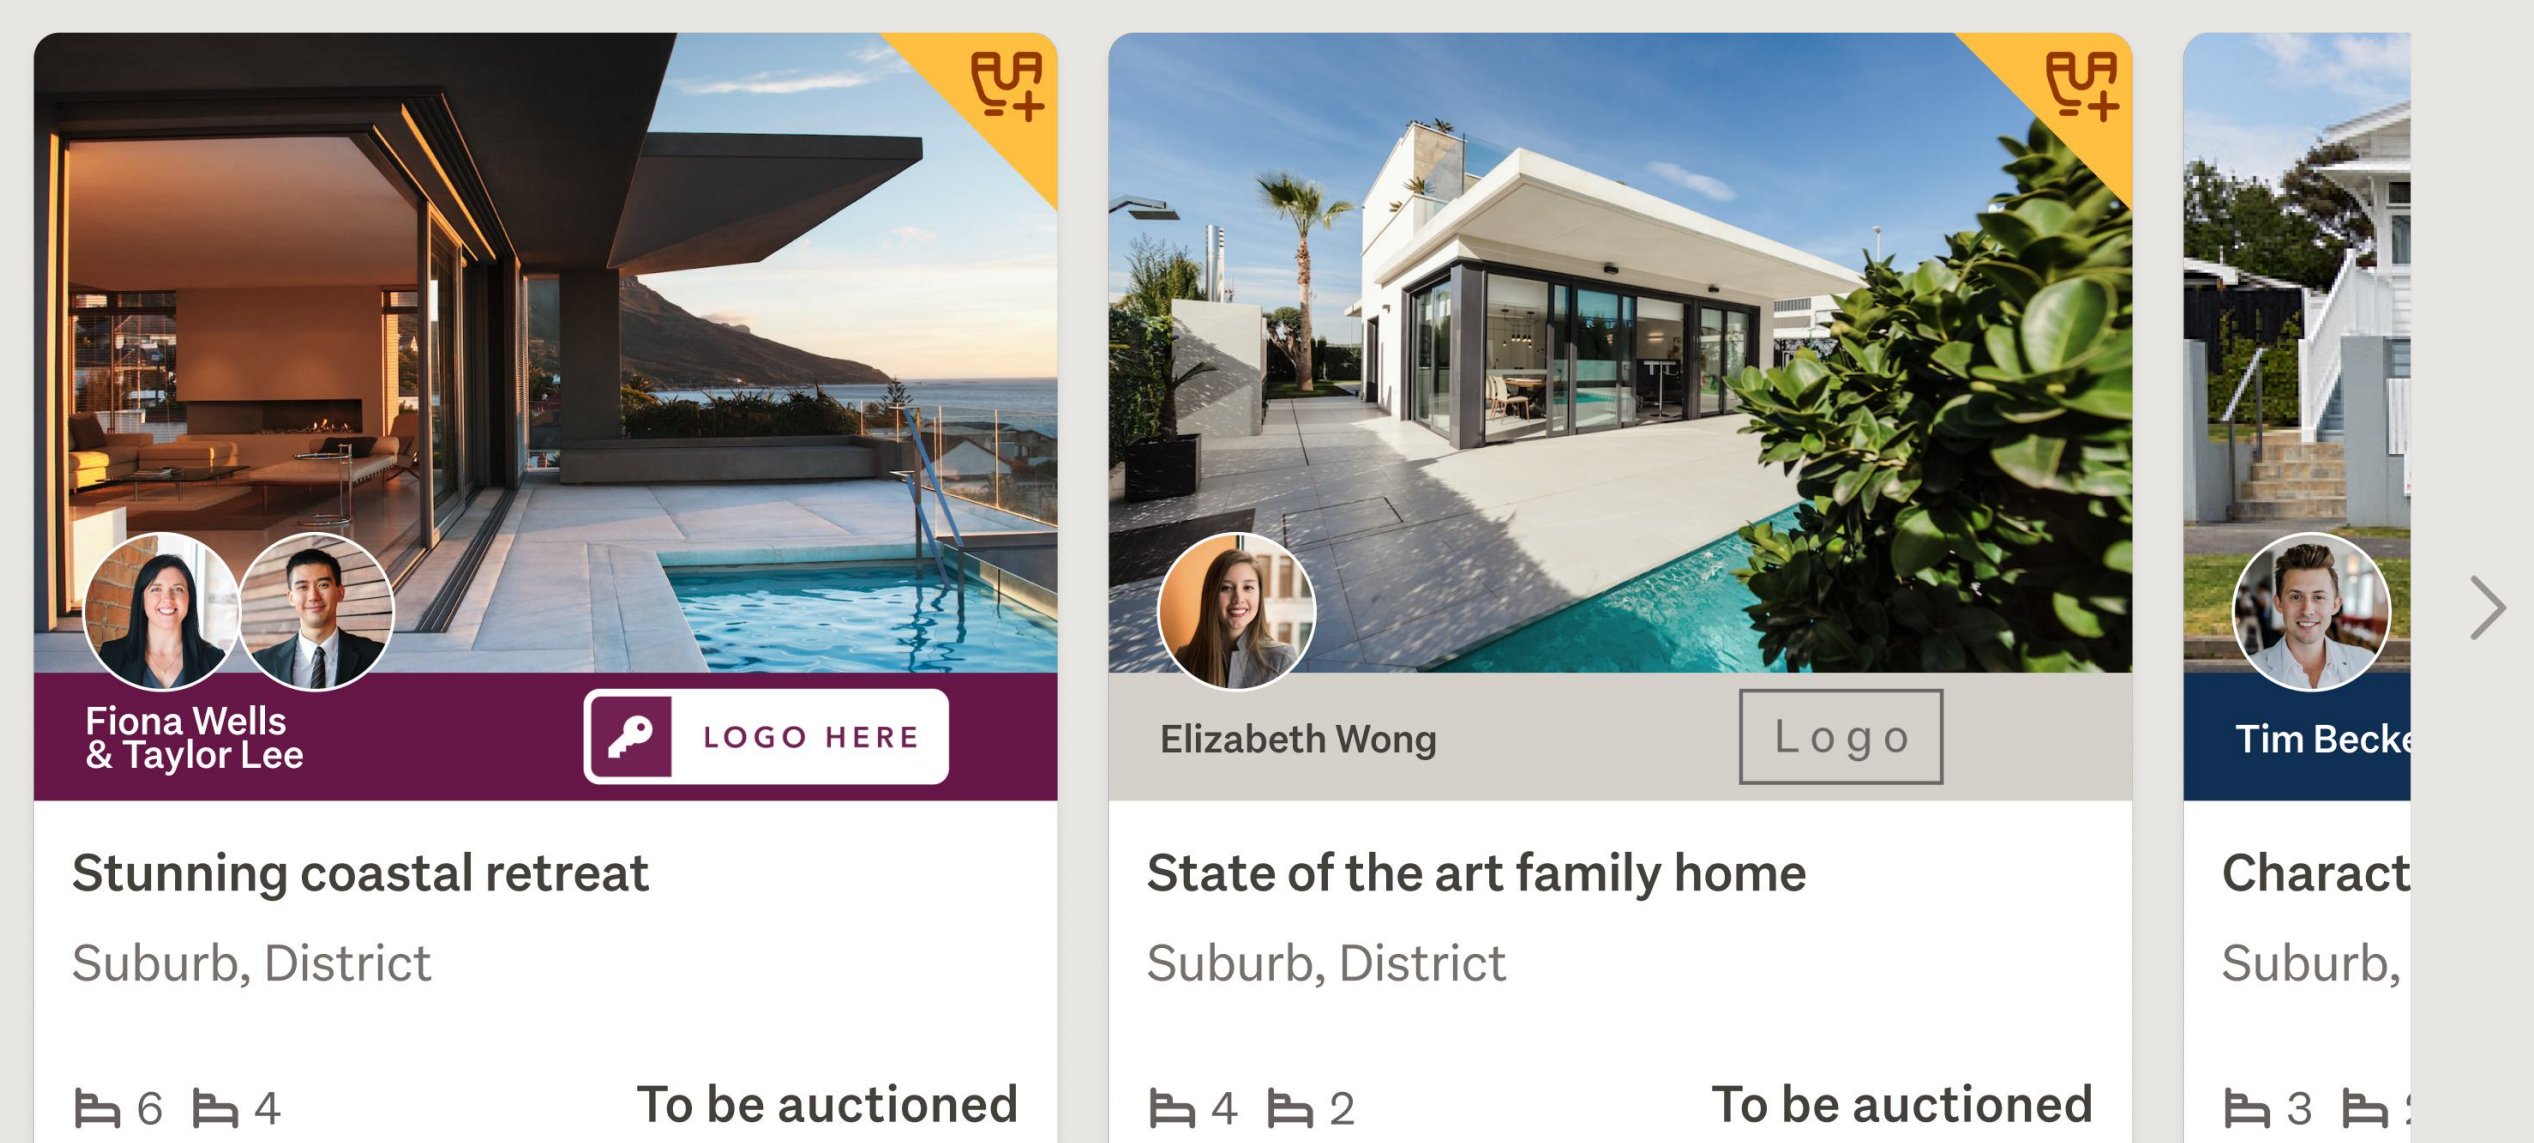 Fiona Wells
& Taylor Lee
LOGO HERE
Stunning coastal retreat
Suburb, District
6 4
To be auctioned
Elizabeth Wong
Logo
State of the art family home
Suburb, District
4 2
To be auctioned
Tim Becke
Charact
Suburb,
3